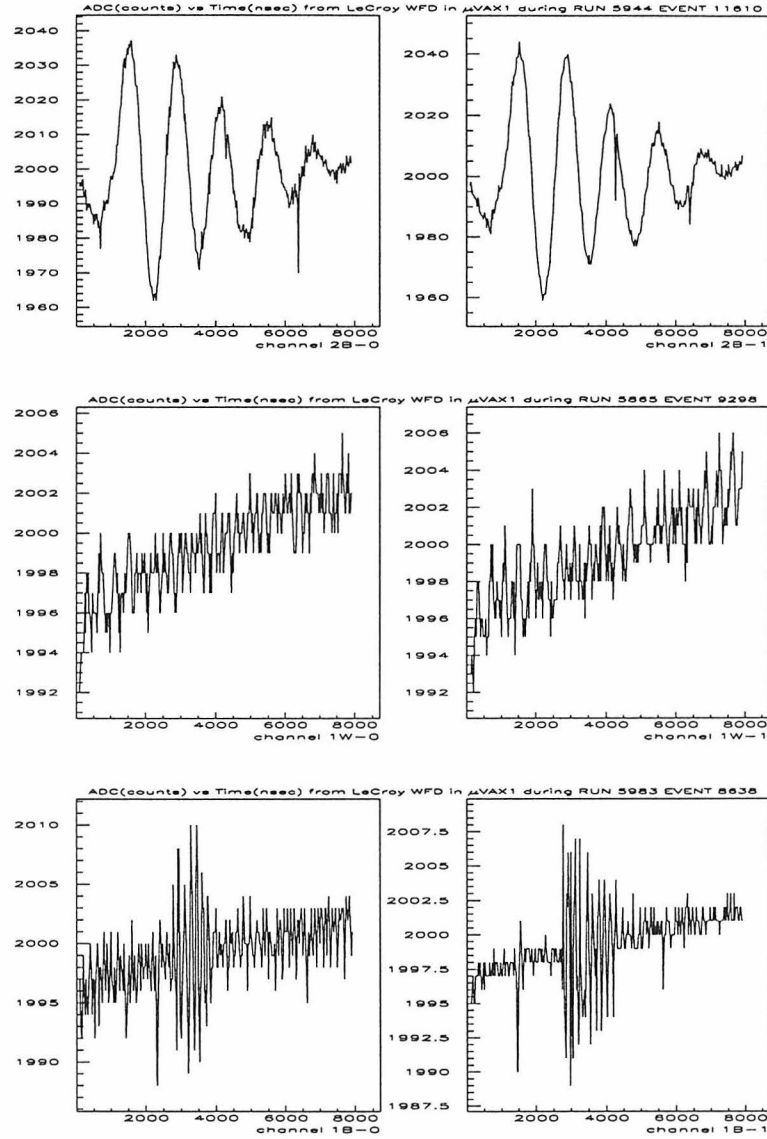 ADC(counts) vs Time(nsec) from LeCroy WFD in μVAX1 during RUN 5944 EVENT 11610
2040
2030
2020
2010
2000
1990
1980
1970
1960
2000 4000 6000 8000
channel 2B-0
2040
2020
2000
1980
1960
2000 4000 6000 8000
channel 2B-1
ADC(counts) vs Time(nsec) from LeCroy WFD in μVAX1 during RUN 5865 EVENT 9298
2006
2004
2002
2000
1998
1996
1994
1992
2000 4000 6000 8000
channel 1W-0
2006
2004
2002
2000
1998
1996
1994
1992
2000 4000 6000 8000
channel 1W-1
ADC(counts) vs Time(nsec) from LeCroy WFD in μVAX1 during RUN 5983 EVENT 8638
2010
2005
2000
1995
1990
2000 4000 6000 8000
channel 1B-0
2007.5
2005
2002.5
2000
1997.5
1995
1992.5
1990
1987.5
2000 4000 6000 8000
channel 1B-1